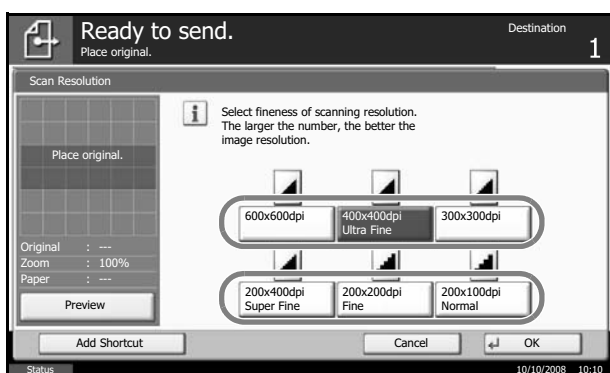 Ready to send.
Destination
Place original.
1
Scan Resolution
i
Select fineness of scanning resolution.
The larger the number, the better the
image resolution.
Place original.
600x600dpi
400x400dpi
Ultra Fine
300x300dpi
Original : ---
Zoom : 100%
Paper : ---
200x400dpi
Super Fine
200x200dpi
Fine
200x100dpi
Normal
Preview
Add Shortcut
Cancel
OK
Status
10/10/2008 10:10